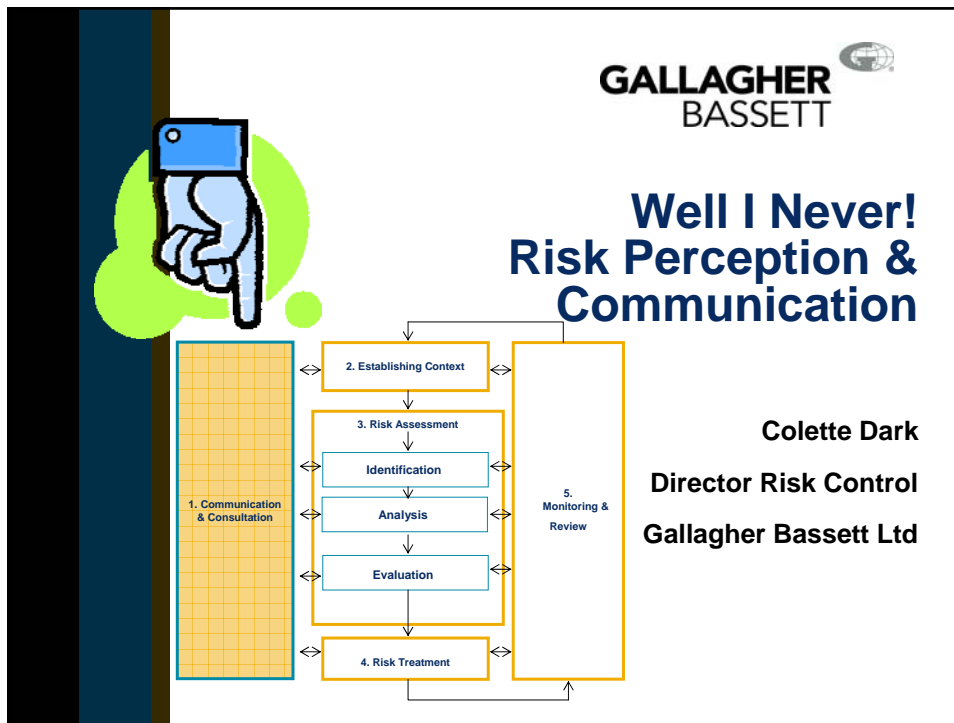 GALLAGHER
BASSETT
Well I Never!
Risk Perception &
Communication
2. Establishing Context
3. Risk Assessment
Identification
Analysis
Evaluation
4. Risk Treatment
1. Communication
& Consultation
5.
Monitoring &
Review
Colette Dark
Director Risk Control
Gallagher Bassett Ltd